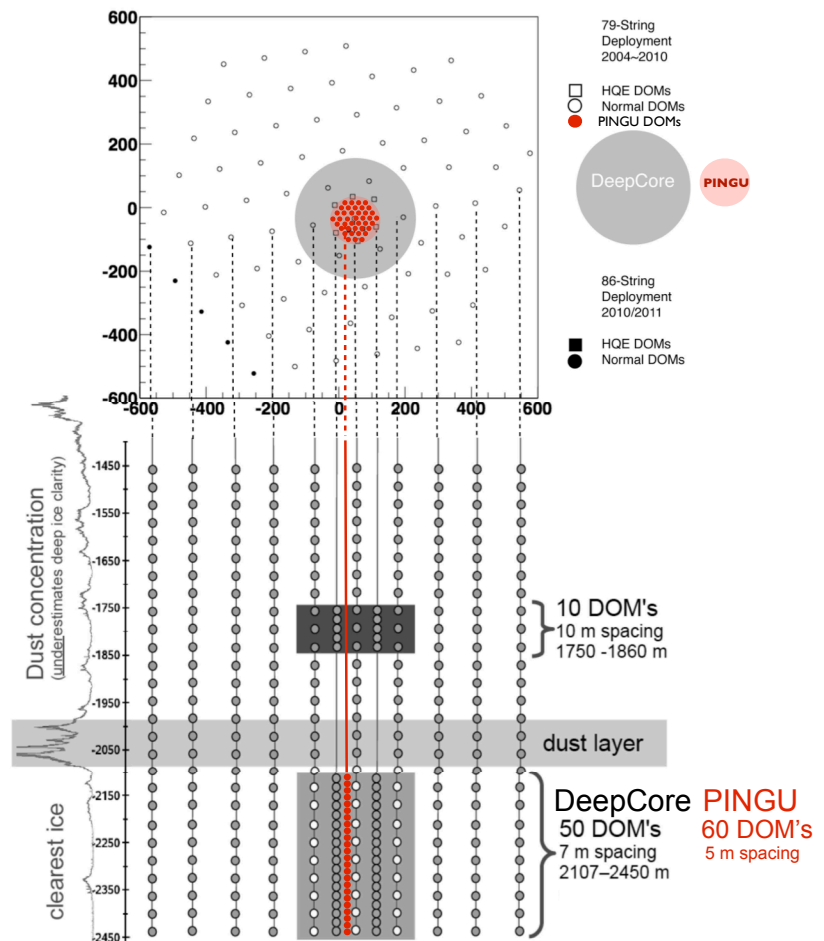 600
400
200
0
-200
-400
-600
-600
-400
-200
0
200
400
600
79-String
Deployment
2004~2010
HQE DOMs
Normal DOMs
PINGU DOMs
DeepCore
PINGU
86-String
Deployment
2010/2011
HQE DOMs
Normal DOMs
Dust concentration
(underestimates deep ice clarity)
clearest ice
-1450
-1550
-1650
-1750
-1850
-1950
-2050
-2150
-2250
-2350
-2450
10 DOM's
10 m spacing
1750 -1860 m
dust layer
DeepCore
50 DOM's
7 m spacing
2107–2450 m
PINGU
60 DOM's
5 m spacing